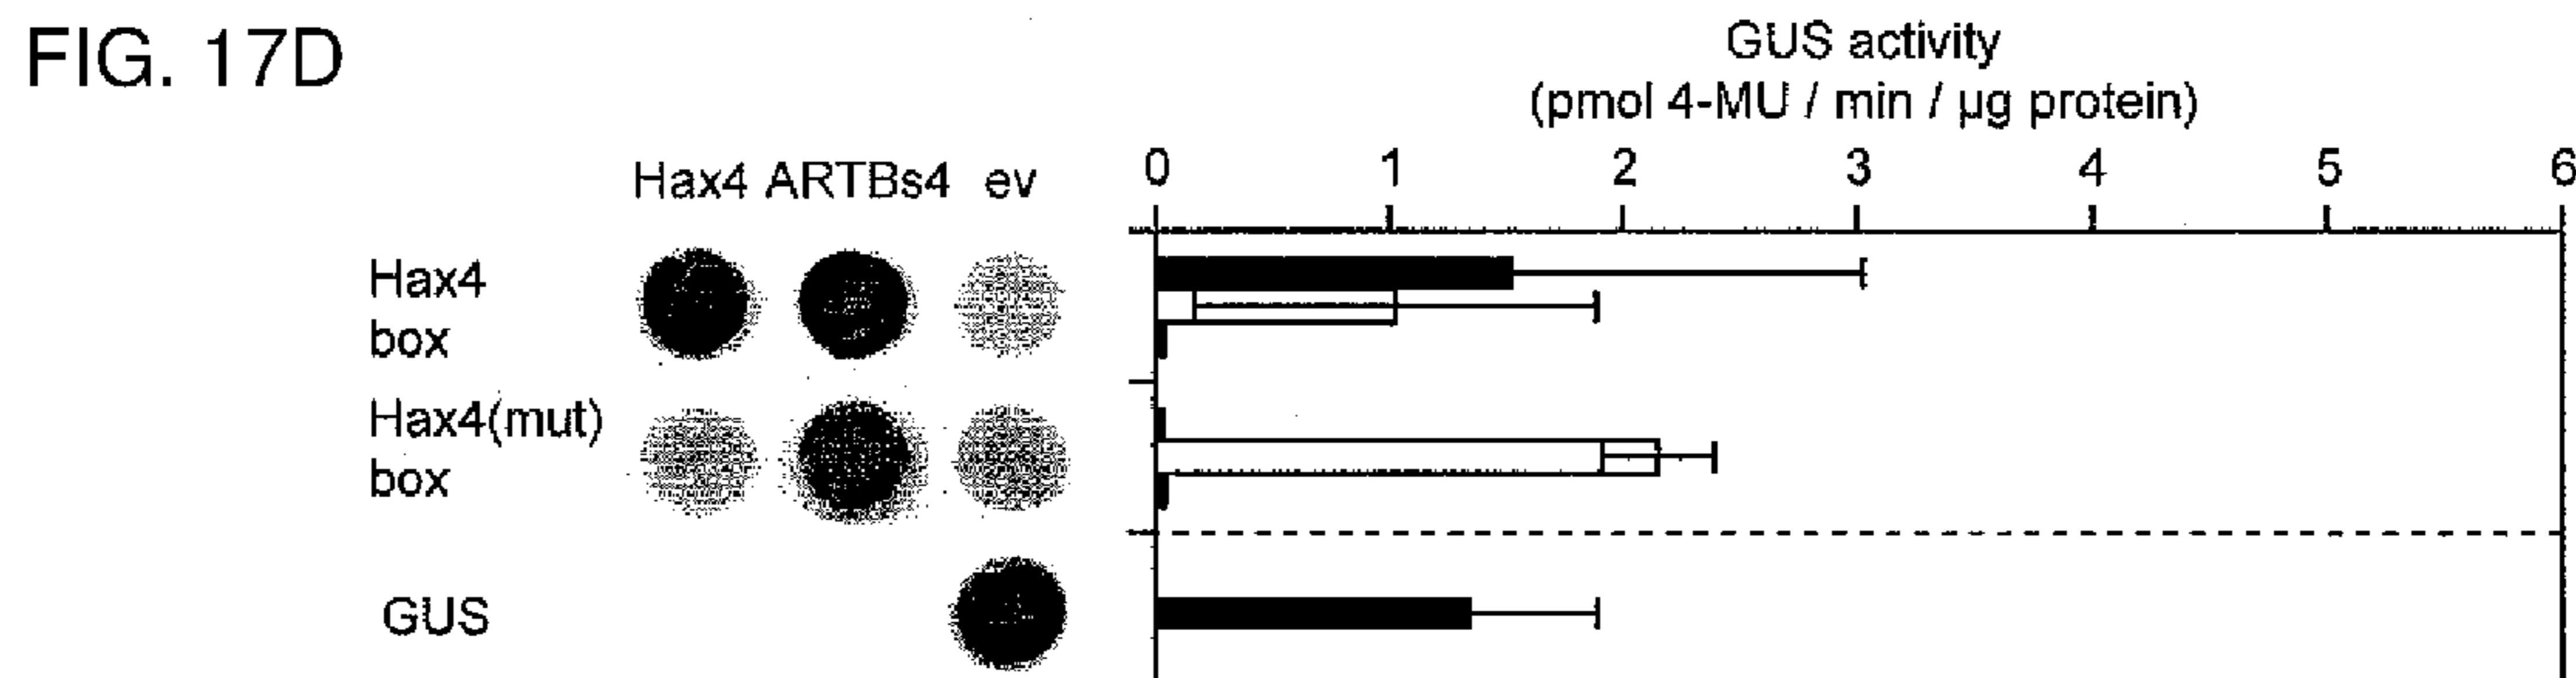 FIG. 17D
GUS activity
(pmol 4-MU / min / µg protein)
Hax4 ARTBs4 ev
0 1 2 3 4 5 6
Hax4
box
Hax4(mut)
box
GUS